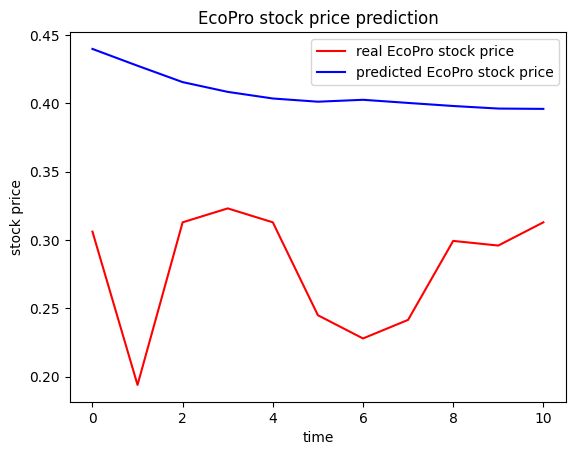 EcoPro stock price prediction
real EcoPro stock price
predicted EcoPro stock price
stock price
0.45
0.40
0.35
0.30
0.25
0.20
0 2 4 6 8 10
time